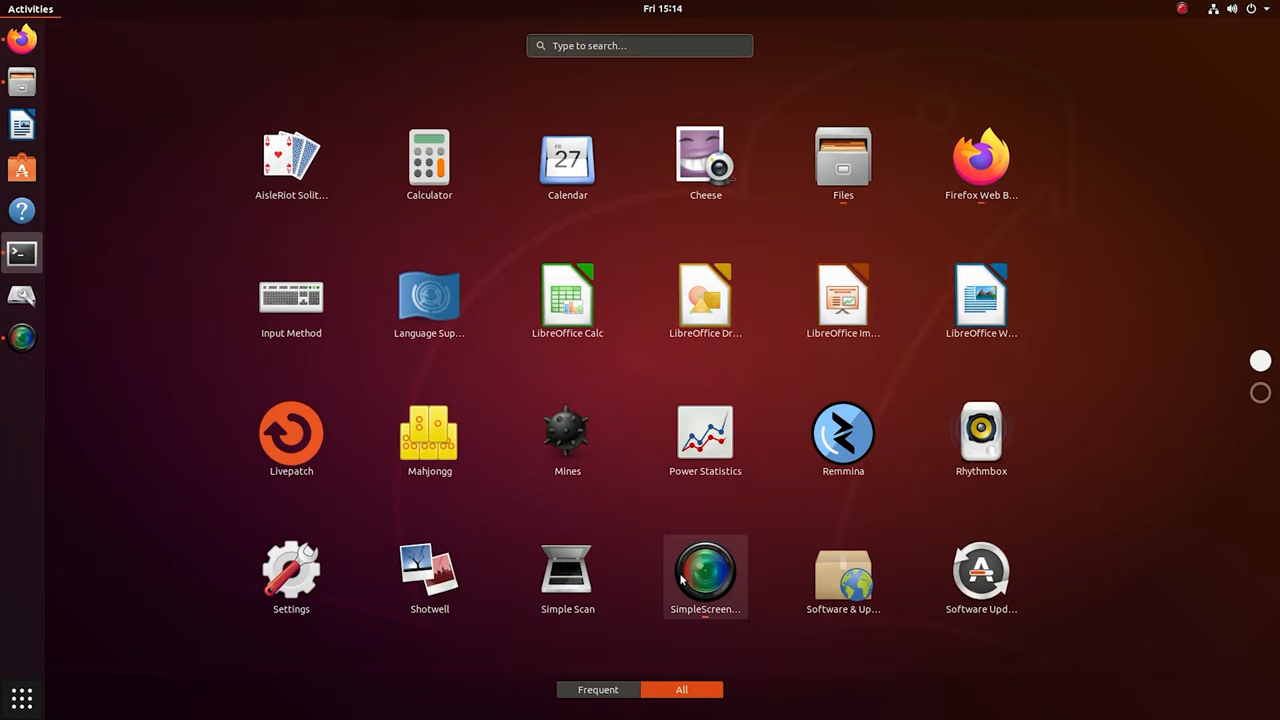 Activities
Fri 15:14
Type to search...
AisleRiot Solit...
Calculator
27
Calendar
Cheese
Files
Firefox Web B...
Input Method
Language Sup...
LibreOffice Calc
LibreOffice Dr...
LibreOffice Im...
LibreOffice W...
Livepatch
Mahjongg
Mines
Power Statistics
Remmina
Rhythmbox
Settings
Shotwell
Simple Scan
SimpleScreen...
Software & Up...
Software Upd...
Frequent
All